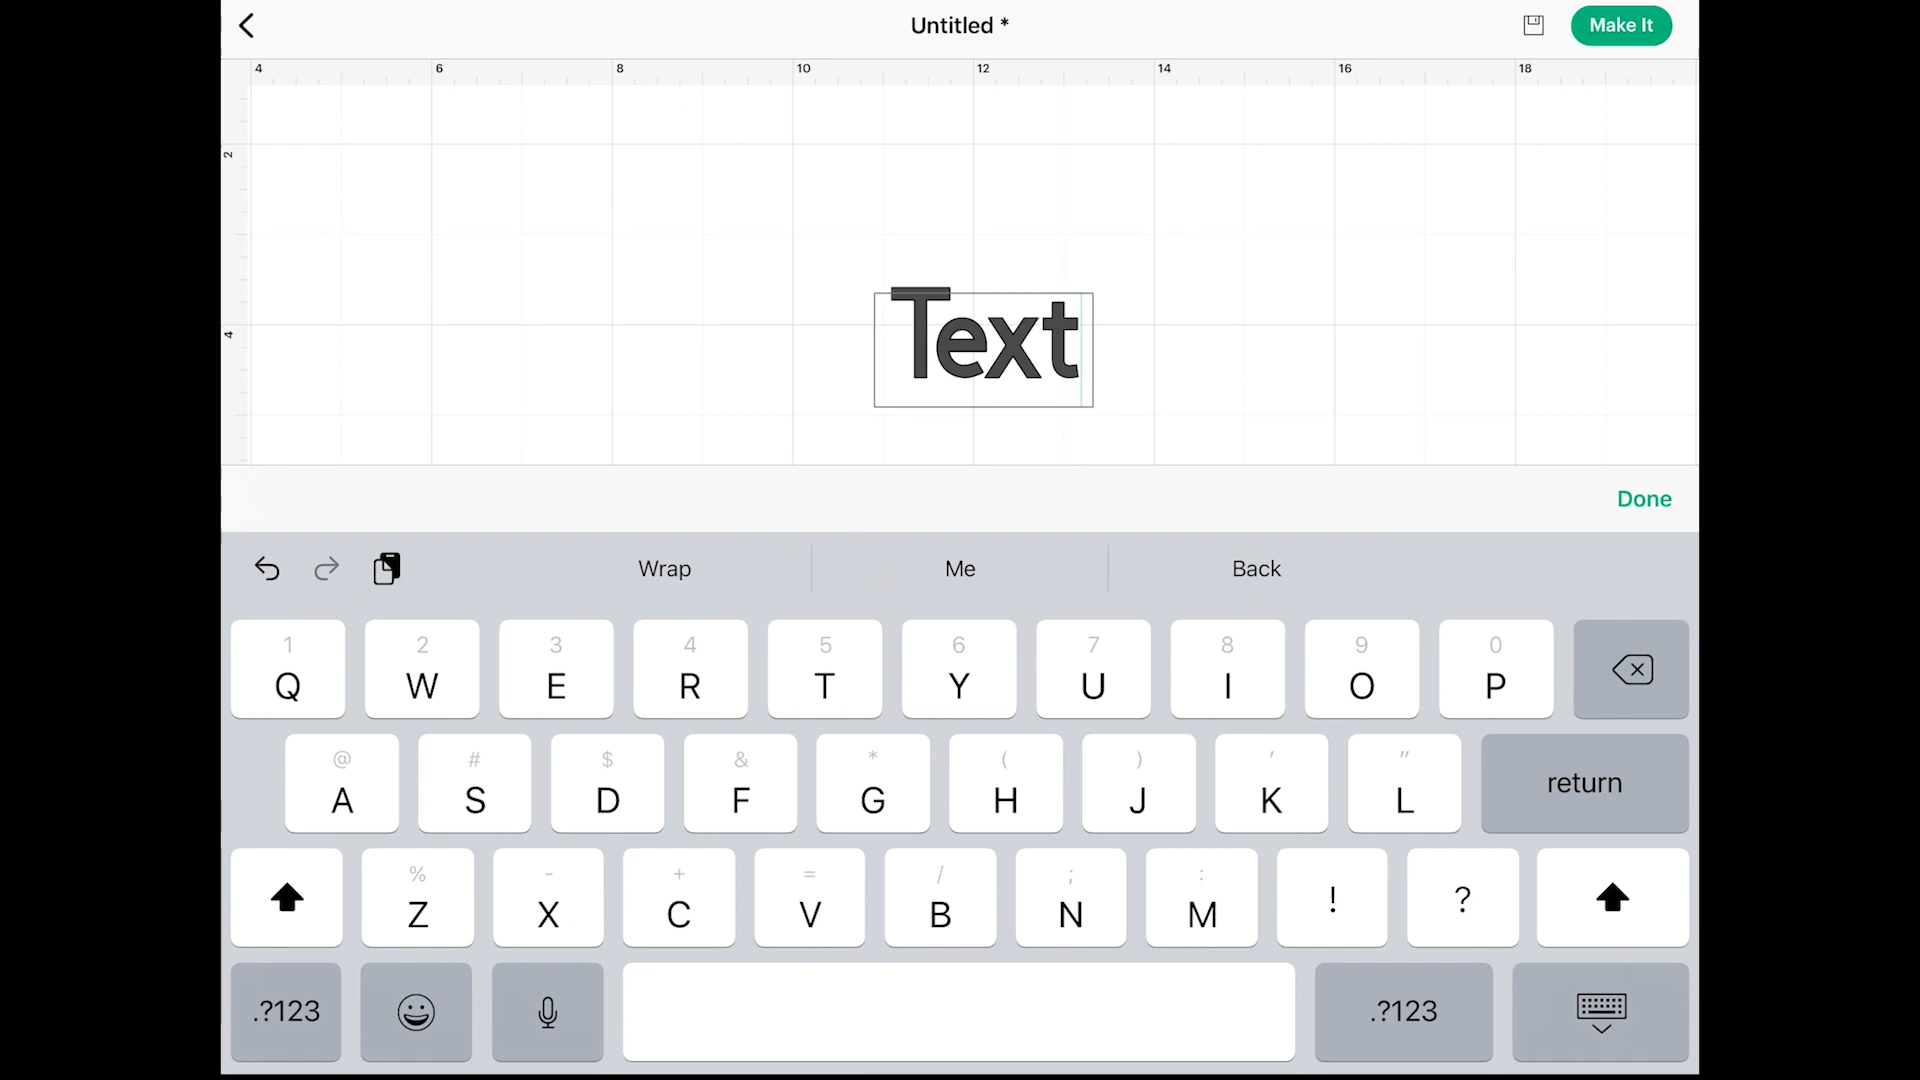 Untitled *
Make It
4 6 8 10 12 14 16 18
2
4
Text
Done
Wrap Me Back
1 2 3 4 5 6 7 8 9 0
Q W E R T Y U I O P
@ # $ & * ( ) ' "
A S D F G H J K L return
% - + = / ; :
Z X C V B N M ! ?
.?123 .?123